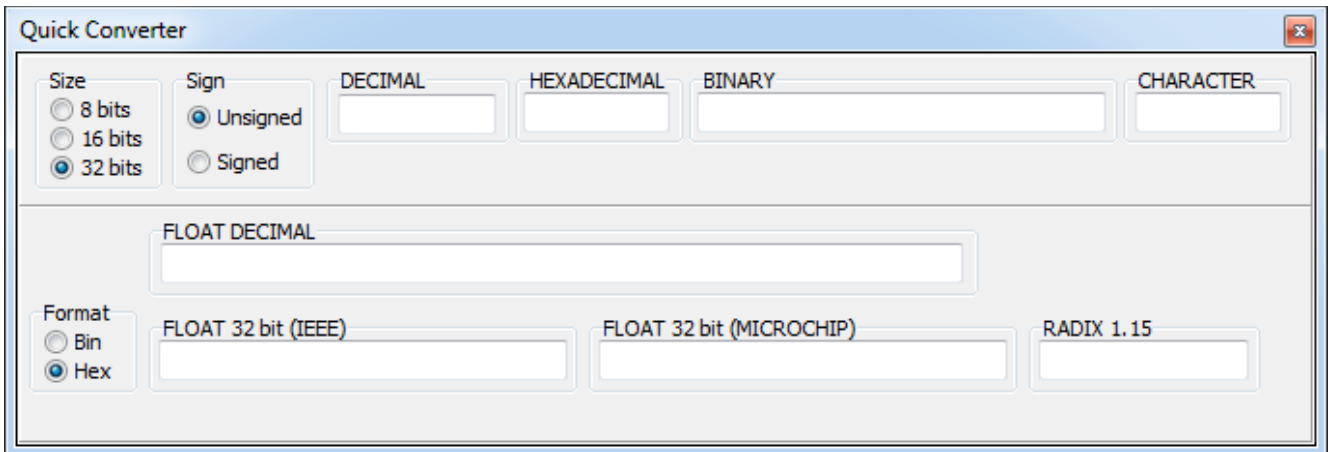 Quick Converter
Size
8 bits
16 bits
32 bits
Sign
Unsigned
Signed
DECIMAL
HEXADECIMAL
BINARY
CHARACTER
FLOAT DECIMAL
Format
Bin
Hex
FLOAT 32 bit (IEEE)
FLOAT 32 bit (MICROCHIP)
RADIX 1.15